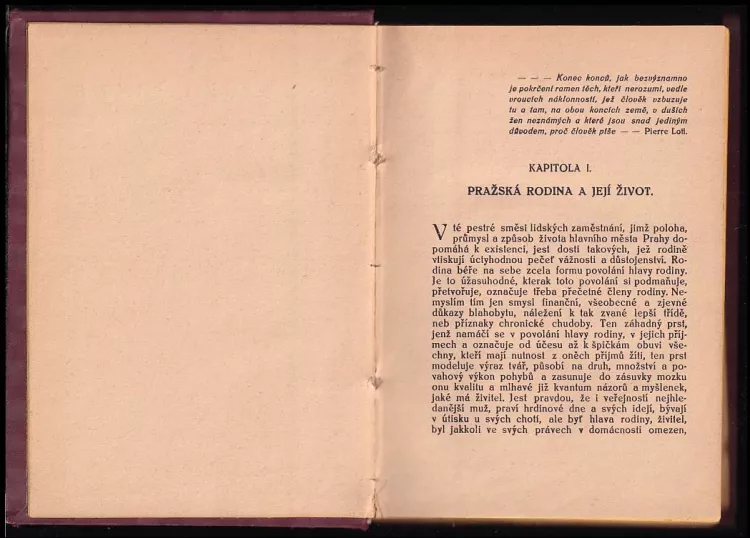 — — — Konec konců, jak bezvýznamno
je pokrčení ramen těch, kteří nerozumí, vedle
vroucích náklonností, jež člověk vzbuzuje
tu a tam, na obou koncích země, v duších
žen neznámých a které jsou snad jediným
důvodem, proč člověk píše — — Pierre Loti.
KAPITOLA I.
PRAŽSKÁ RODINA A JEJÍ ŽIVOT.
V té pestré směsi lidských zaměstnání, jimž poloha,
průmysl a způsob života hlavního města Prahy do-
pomáhá k existenci, jest dosti takových, jež rodině
vtiskují úctyhodnou pečeť vážnosti a důstojenství. Ro-
dina béře na sebe zcela formu povolání hlavy rodiny.
Je to úžasuhodné, kterak toto povolání si podmaňuje,
přetvořuje, označuje třeba přečetné členy rodiny. Ne-
myslím tím jen smysl finanční, všeobecné a zjevné
důkazy blahobytu, náležení k tak zvané lepší třídě,
neb příznaky chronické chudoby. Ten záhadný prst,
jenž namáčí se v povolání hlavy rodiny, v jejích příj-
mech a označuje od účesu až k špičkám obuvi vše-
chny, kteří mají nutnost z oněch příjmů žíti, ten prst
modeluje výraz tvář, působí na druh, množství a po-
vahový výkon pohybů a zasunuje do zásuvky mozku
onu kvalitu a mlhavé již kvantum názorů a myšlenek,
jaké má živitel. Jest pravdou, že i veřejností nejhle-
danější muž, praví hrdinové dne a svých idejí, bývají
v útisku u svých chotí, ale byť hlava rodiny, živitel,
byl jakkoli ve svých právech v domácnosti omezen,